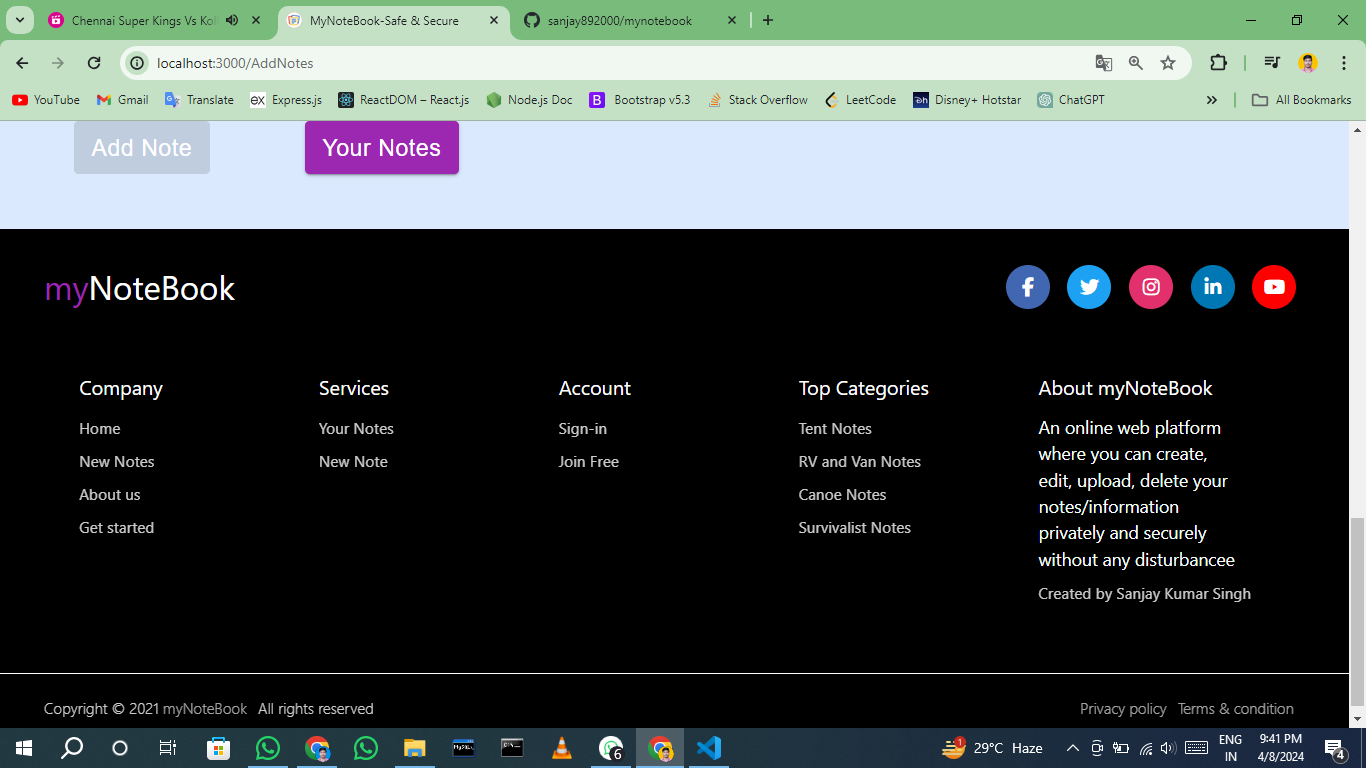 Chennai Super Kings Vs Kol
MyNoteBook-Safe & Secure
sanjay892000/mynotebook
localhost:3000/AddNotes
YouTube
Gmail
Translate
ex Express.js
ReactDOM – React.js
Node.js Doc
B Bootstrap v5.3
Stack Overflow
LeetCode
Disney+ Hotstar
ChatGPT
All Bookmarks
Add Note
Your Notes
myNoteBook
Company
Home
New Notes
About us
Get started
Services
Your Notes
New Note
Account
Sign-in
Join Free
Top Categories
Tent Notes
RV and Van Notes
Canoe Notes
Survivalist Notes
About myNoteBook
An online web platform
where you can create,
edit, upload, delete your
notes/information
privately and securely
without any disturbancee
Created by Sanjay Kumar Singh
Copyright © 2021 myNoteBook All rights reserved
Privacy policy Terms & condition
6
1
29°C Haze
ENG
IN
9:41 PM
4/8/2024
4